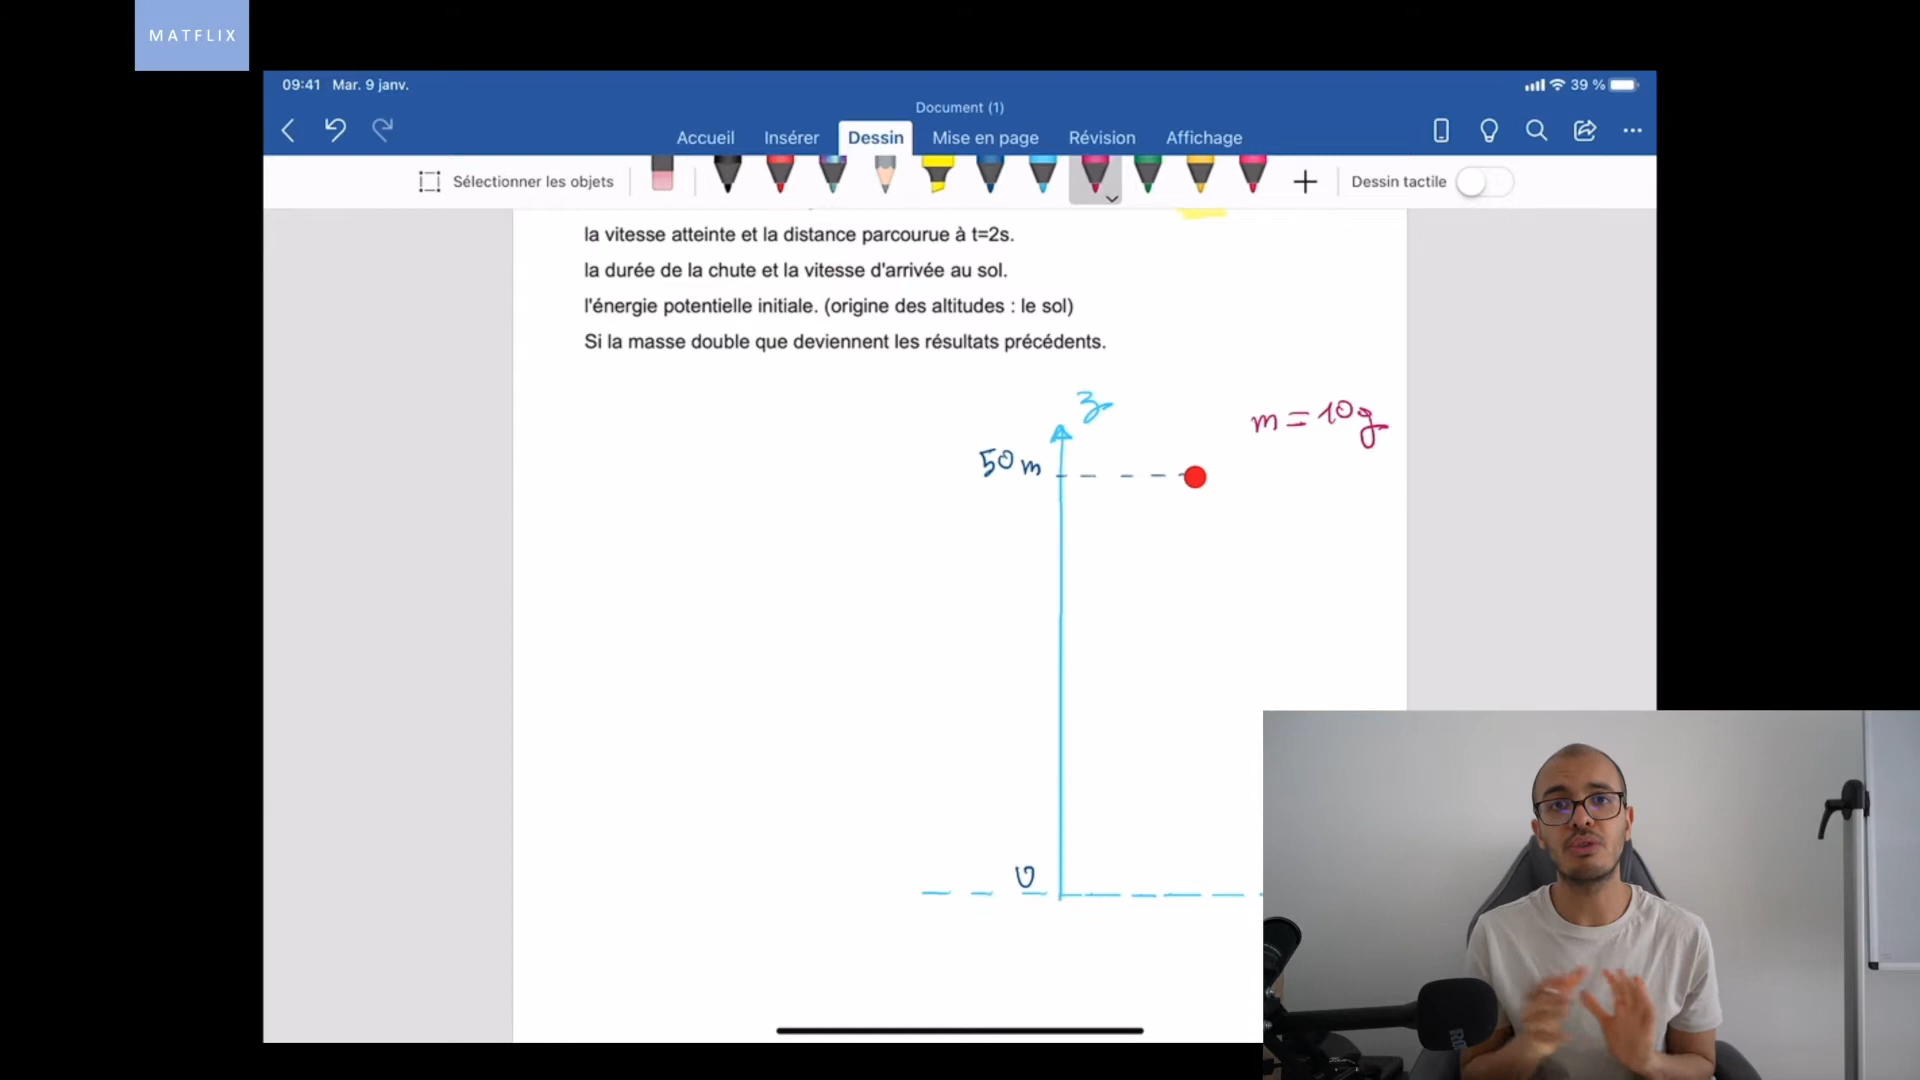 MATFLIX
09:41 Mar. 9 janv.
39 %
Document (1)
Accueil Insérer Dessin Mise en page Révision Affichage
Sélectionner les objets
Dessin tactile
la vitesse atteinte et la distance parcourue à t=2s.
la durée de la chute et la vitesse d'arrivée au sol.
l'énergie potentielle initiale. (origine des altitudes : le sol)
Si la masse double que deviennent les résultats précédents.
z
m = 10g
50 m
0